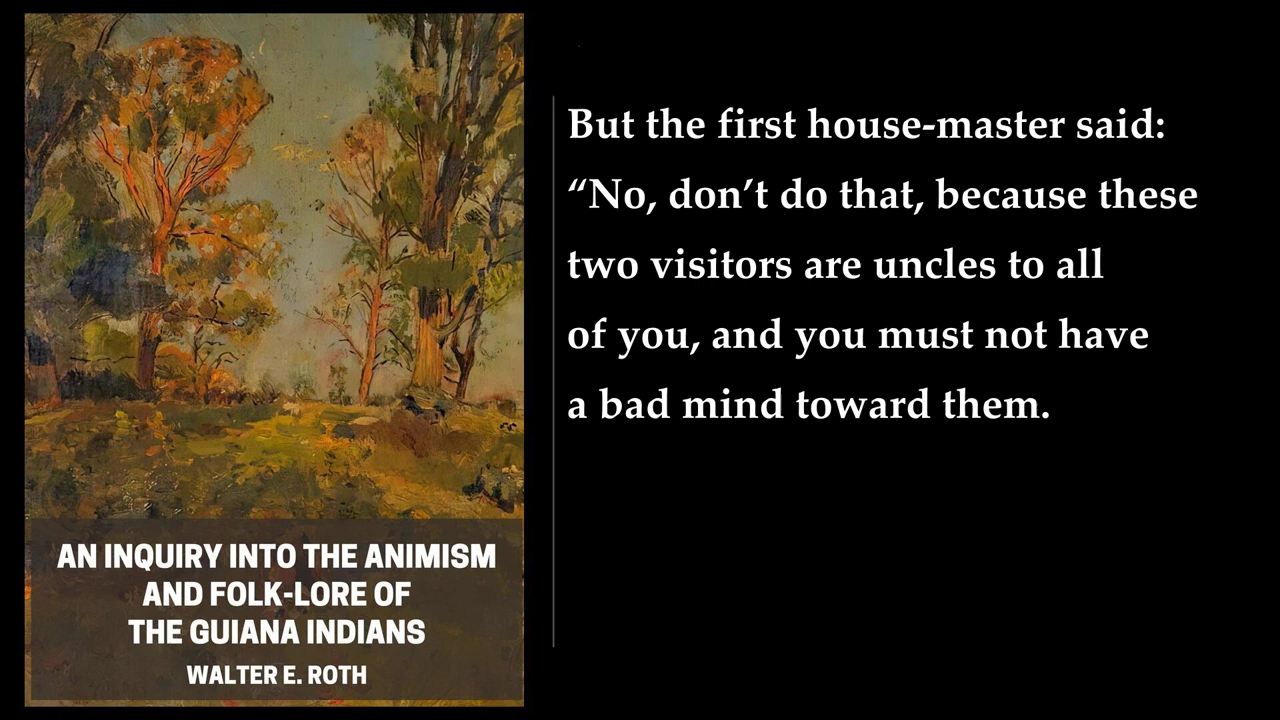 But the first house-master said:
“No, don’t do that, because these
two visitors are uncles to all
of you, and you must not have
a bad mind toward them.
AN INQUIRY INTO THE ANIMISM
AND FOLK-LORE OF
THE GUIANA INDIANS
WALTER E. ROTH